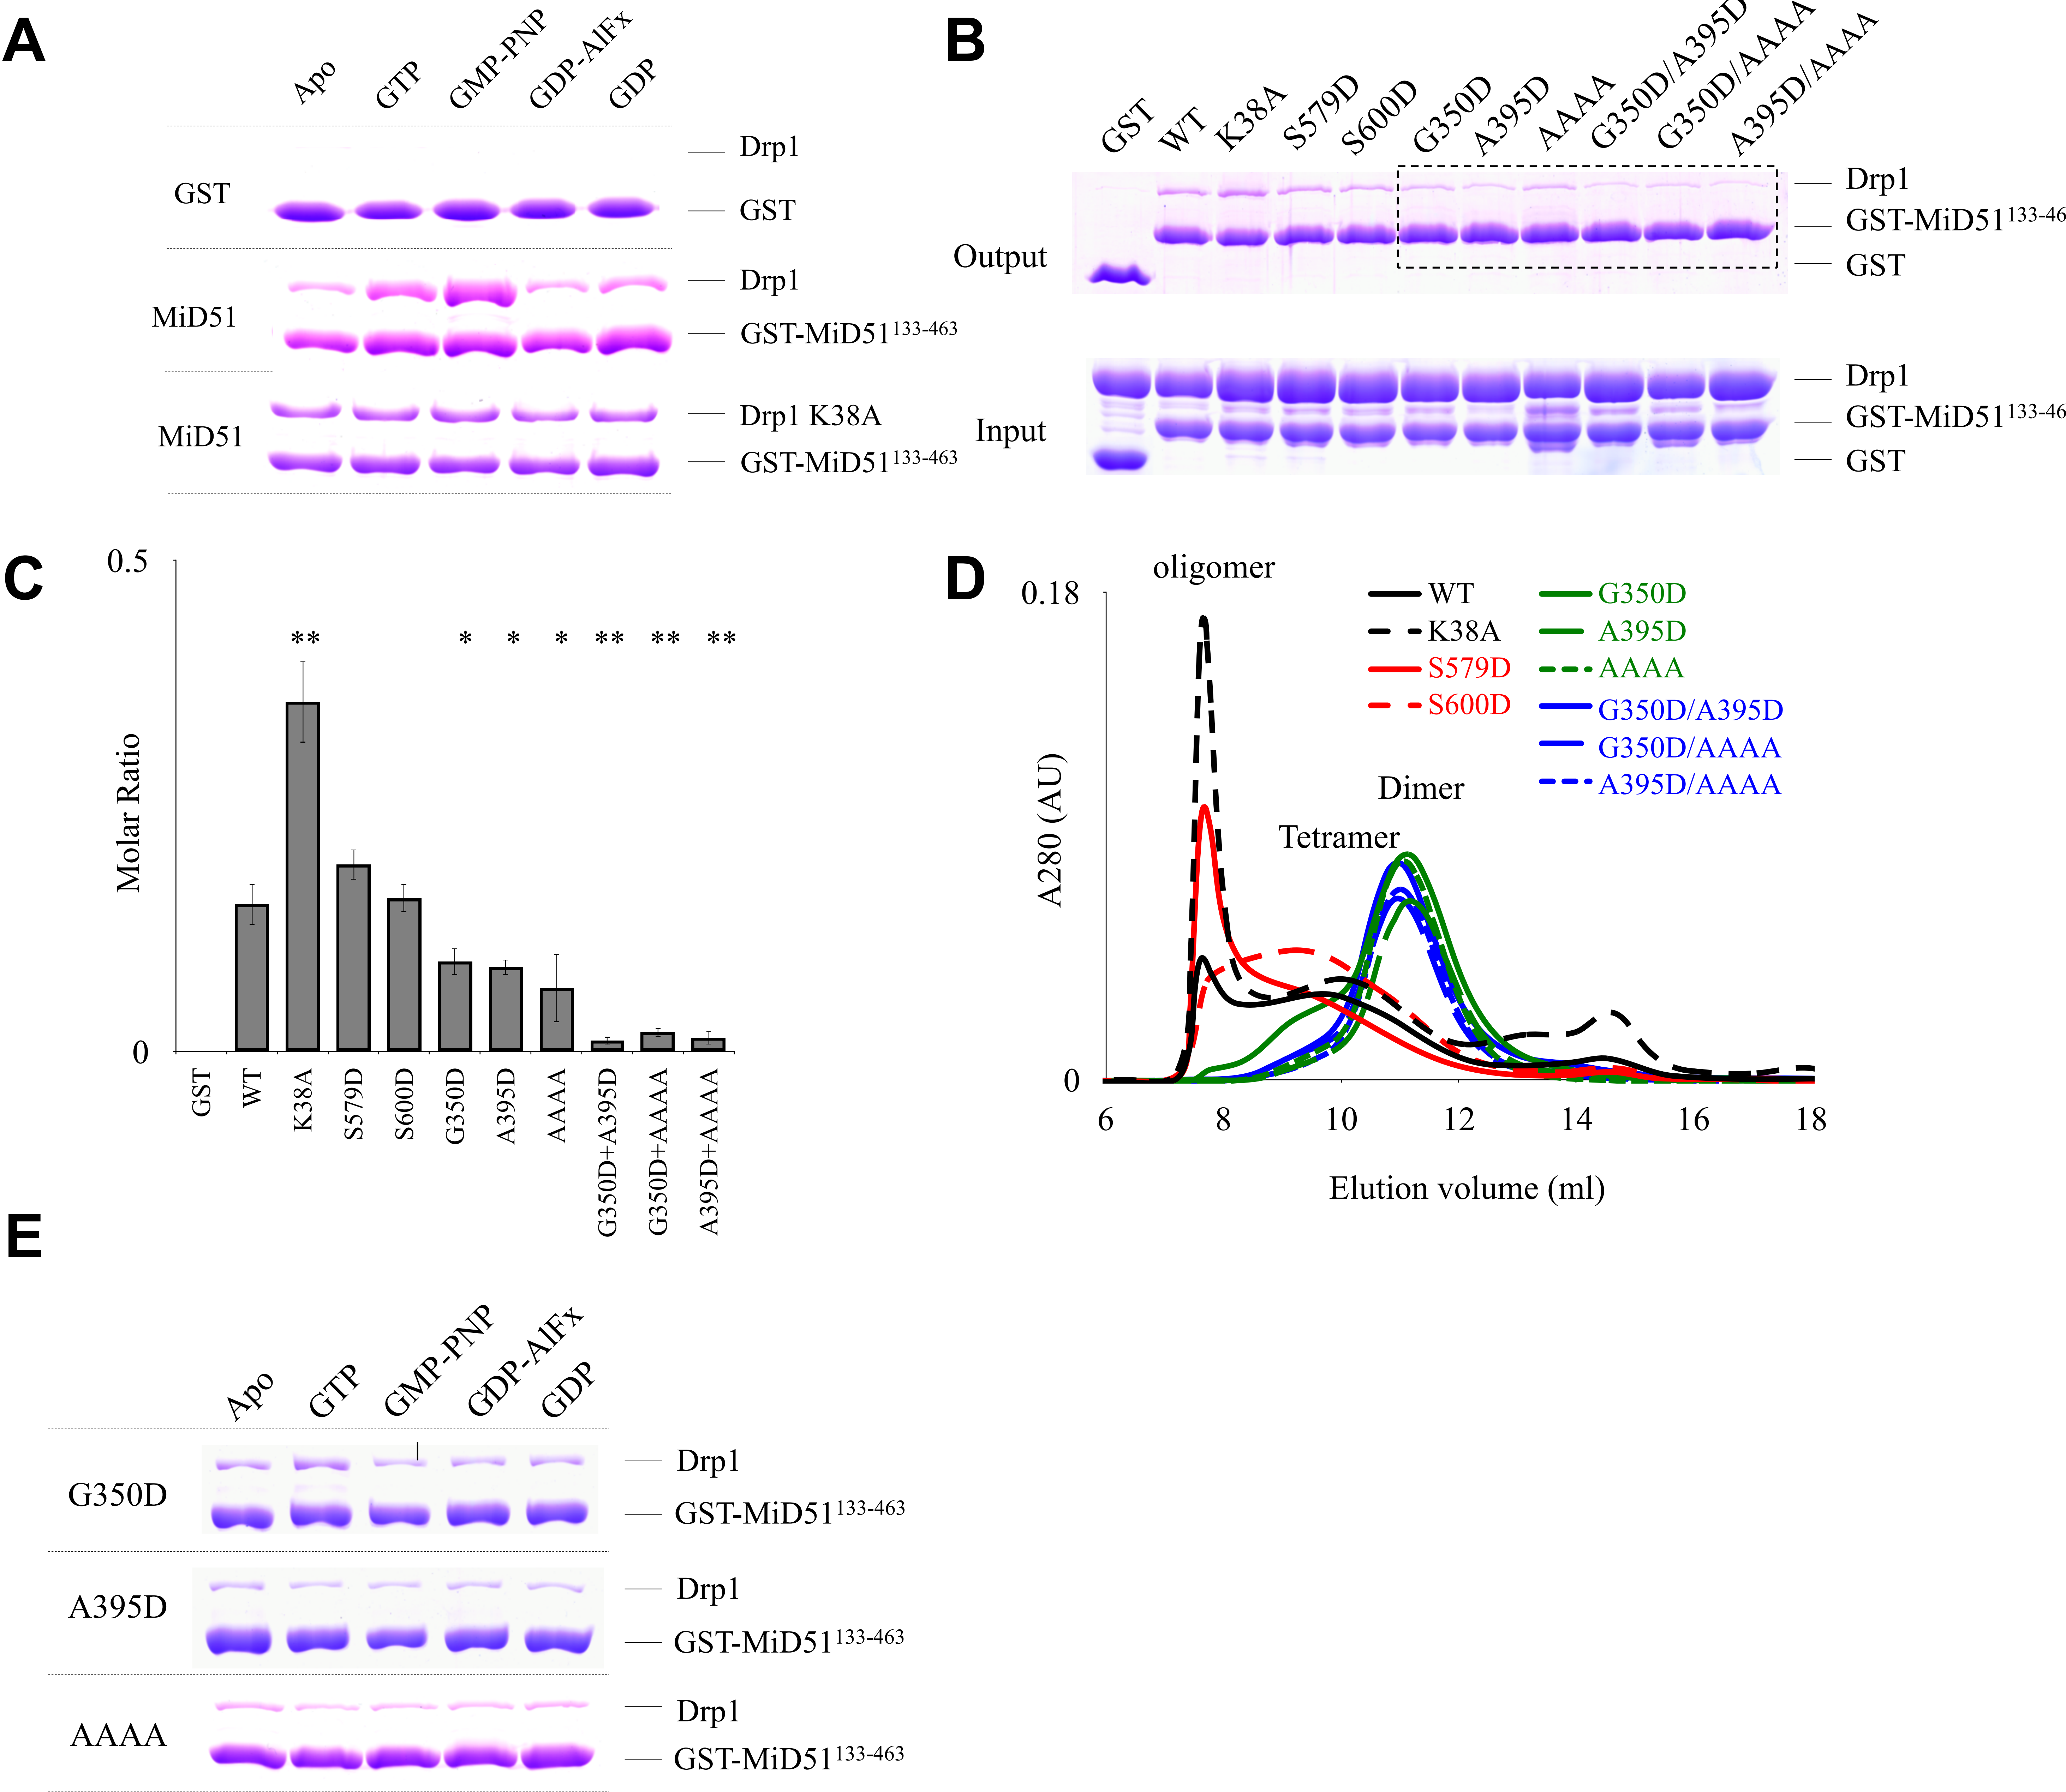 A
Apo
GTP
GMP-PNP
GDP-AlFx
GDP
GST
Drp1
GST
MiD51
Drp1
GST-MiD51133-463
MiD51
Drp1 K38A
GST-MiD51133-463
B
GST
WT
K38A
S579D
S600D
G350D
A395D
AAAA
G350D/A395D
G350D/AAAA
A395D/AAAA
Output
Drp1
GST-MiD51133-46
GST
Input
Drp1
GST-MiD51133-46
GST
C
0.5
Molar Ratio
0
** * * * ** ** **
GST
WT
K38A
S579D
S600D
G350D
A395D
AAAA
G350D+A395D
G350D+AAAA
A395D+AAAA
D
0.18
A280 (AU)
0
oligomer
Tetramer
Dimer
WT
K38A
S579D
S600D
G350D
A395D
AAAA
G350D/A395D
G350D/AAAA
A395D/AAAA
6 8 10 12 14 16 18
Elution volume (ml)
E
Apo
GTP
GMP-PNP
GDP-AlFx
GDP
G350D
Drp1
GST-MiD51133-463
A395D
Drp1
GST-MiD51133-463
AAAA
Drp1
GST-MiD51133-463